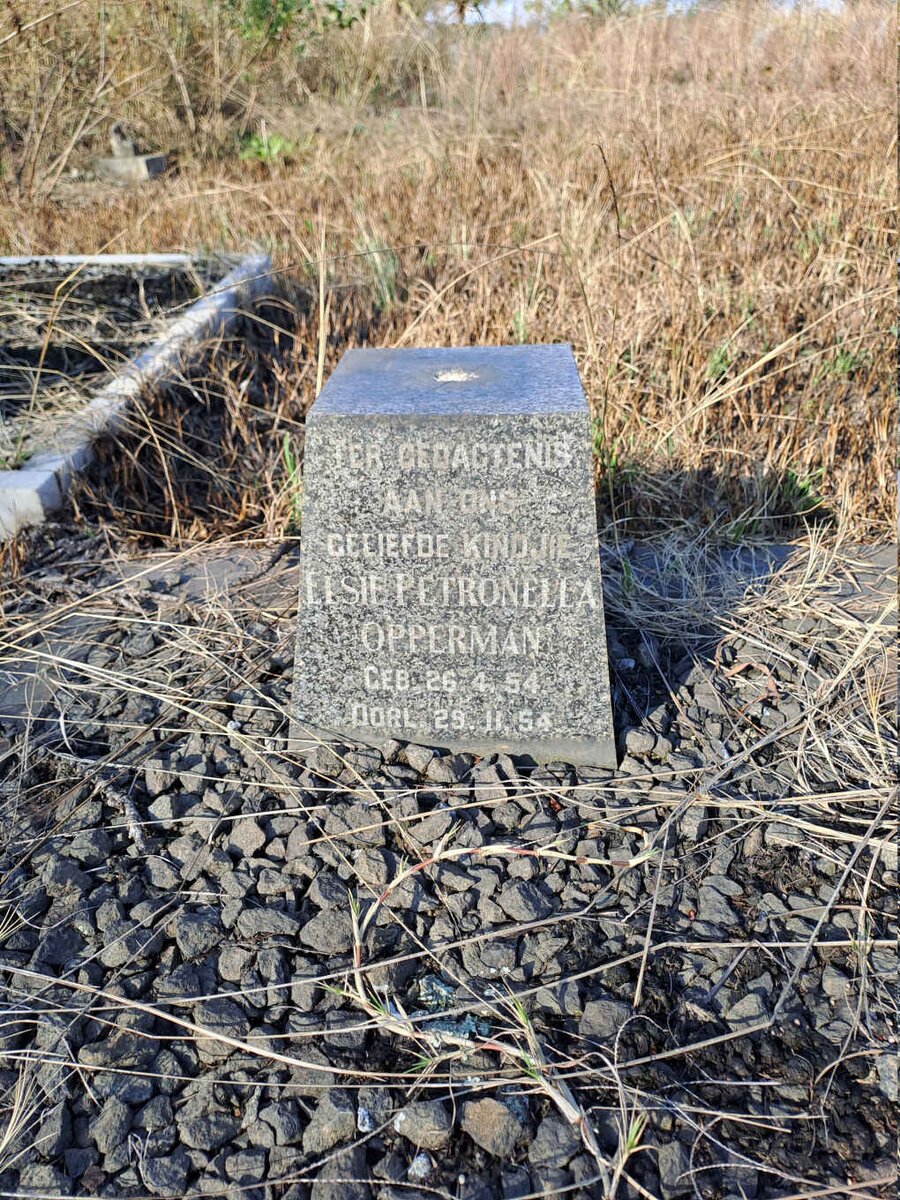 TER GEDAGTENIS
AAN ONS
GELIEFDE KINDJIE
ELSIE PETRONELLA
OPPERMAN
GEB. 26. 4. 54.
OORL. 29. 11. 54.